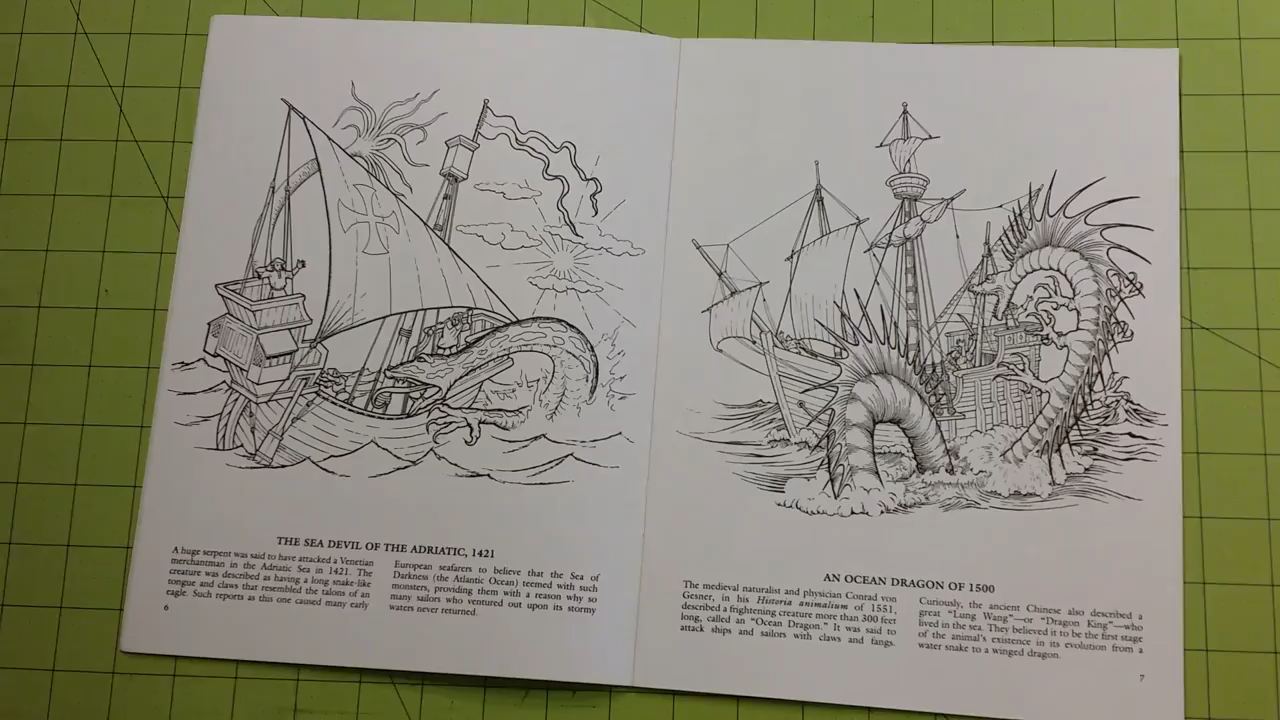 THE SEA DEVIL OF THE ADRIATIC, 1421
A huge serpent was said to have attacked a Venetian
merchantman in the Adriatic Sea in 1421. The
creature was described as having a long snake-like
tongue and claws that resembled the talons of an
eagle. Such reports as this one caused many early
European seafarers to believe that the Sea of
Darkness (the Atlantic Ocean) teemed with such
monsters, providing them with a reason why so
many sailors who ventured out upon its stormy
waters never returned.
6
AN OCEAN DRAGON OF 1500
The medieval naturalist and physician Conrad von
Gesner, in his Historia animalium of 1551,
described a frightening creature more than 300 feet
long, called an “Ocean Dragon.” It was said to
attack ships and sailors with claws and fangs.
Curiously, the ancient Chinese also described a
great “Lung Wang”—or “Dragon King”—who
lived in the sea. They believed it to be the first stage
of the animal’s existence in its evolution from a
water snake to a winged dragon.
7